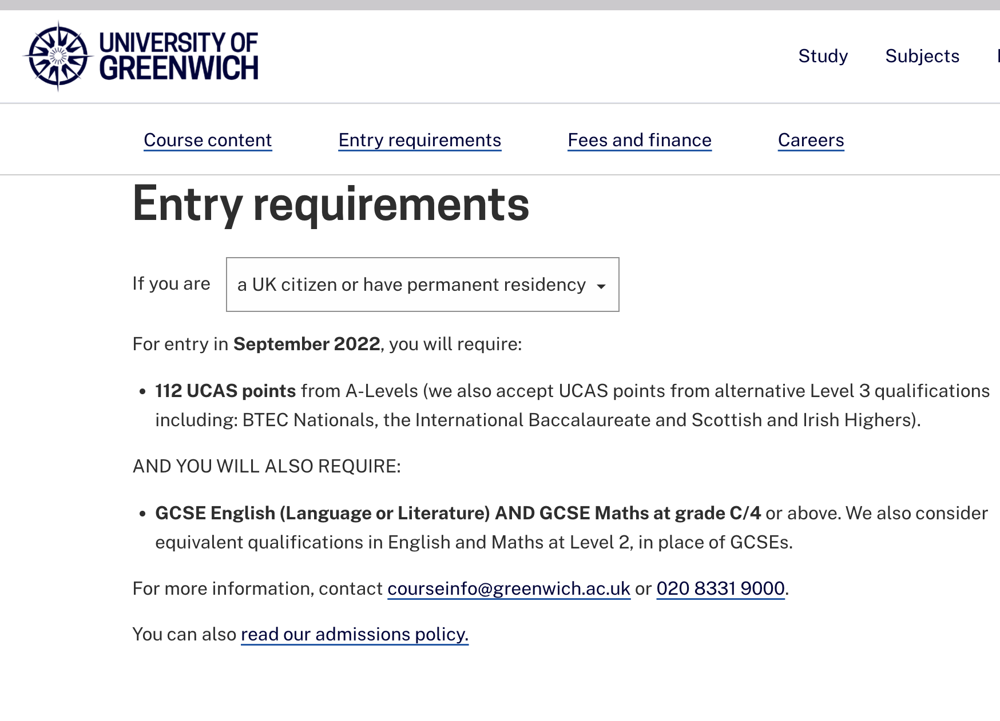 UNIVERSITY OF
GREENWICH
Study Subjects
Course content Entry requirements Fees and finance Careers
Entry requirements
If you are a UK citizen or have permanent residency
For entry in September 2022, you will require:
• 112 UCAS points from A-Levels (we also accept UCAS points from alternative Level 3 qualifications
including: BTEC Nationals, the International Baccalaureate and Scottish and Irish Highers).
AND YOU WILL ALSO REQUIRE:
• GCSE English (Language or Literature) AND GCSE Maths at grade C/4 or above. We also consider
equivalent qualifications in English and Maths at Level 2, in place of GCSEs.
For more information, contact courseinfo@greenwich.ac.uk or 020 8331 9000.
You can also read our admissions policy.